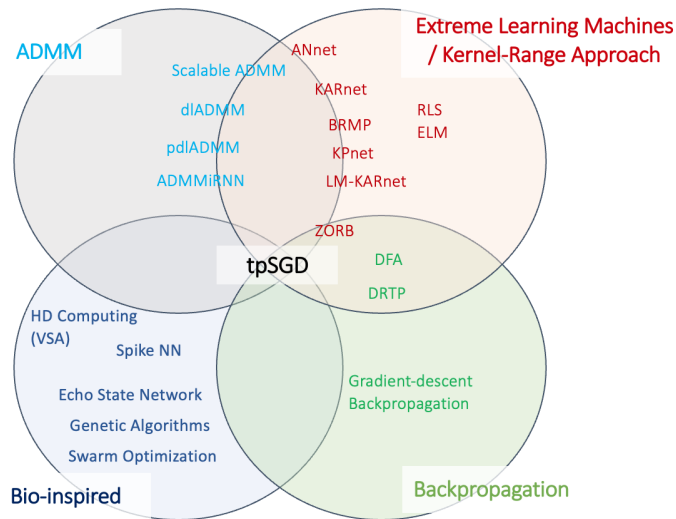 ADMM
Extreme Learning Machines
/ Kernel-Range Approach
ANnet
Scalable ADMM
KARnet
dlADMM
RLS
BRMP
ELM
pdlADMM
KPnet
ADMMiRNN
LM-KARnet
ZORB
tpSGD
DFA
DRTP
HD Computing
(VSA)
Spike NN
Gradient-descent
Backpropagation
Echo State Network
Genetic Algorithms
Swarm Optimization
Bio-inspired
Backpropagation